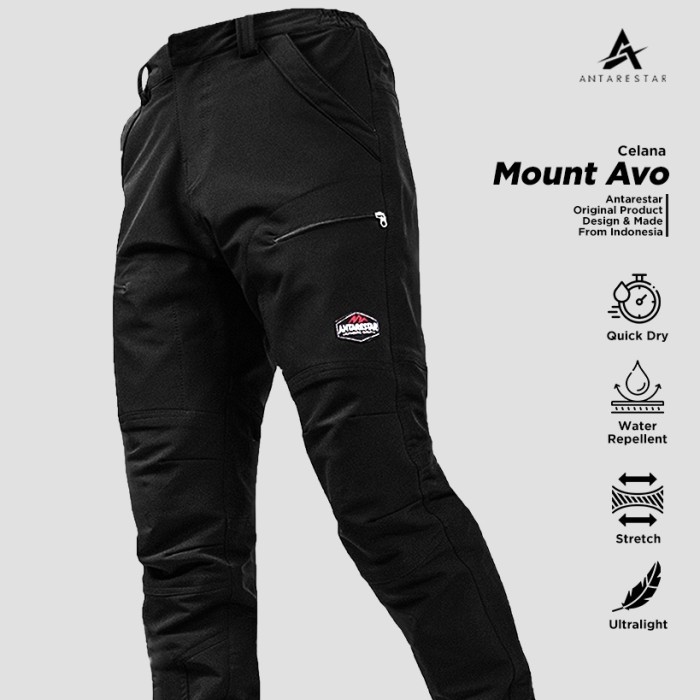 ANTARESTAR
Celana
Mount Avo
Antarestar
Original Product
Design & Made
From Indonesia
Quick Dry
ANTARESTAR
Water
Repellent
Stretch
Ultralight